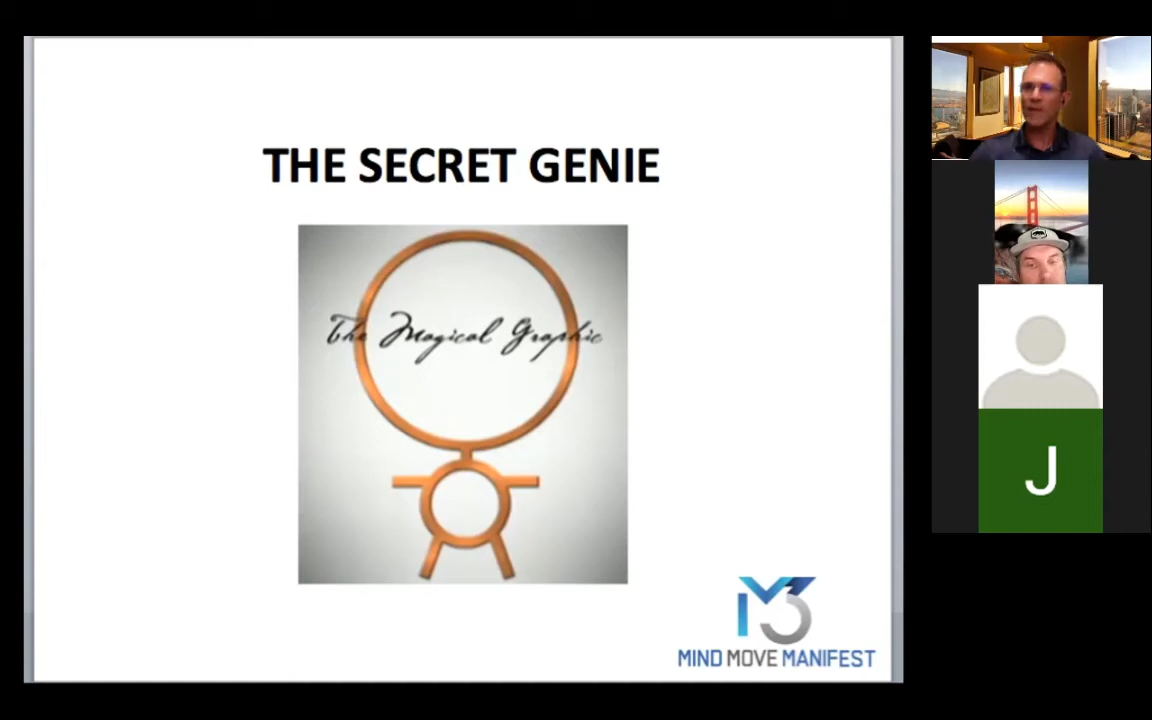 THE SECRET GENIE
The Magical Graphic
M3
MIND MOVE MANIFEST
J